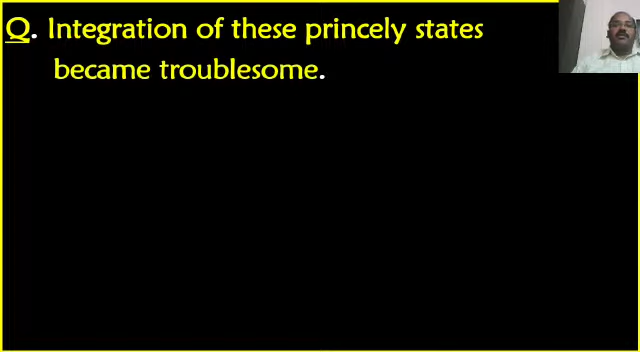 Q. Integration of these princely states
became troublesome.